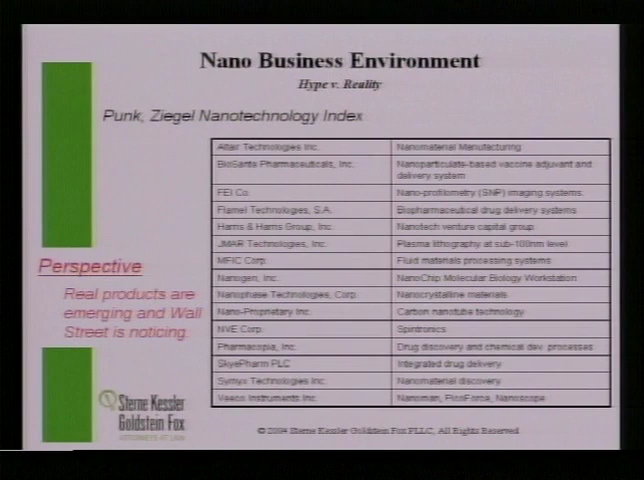 Nano Business Environment
Hype v. Reality
Punk, Ziegel Nanotechnology Index
Altair Technologies Inc. Nanomaterial Manufacturing
BioSante Pharmaceuticals, Inc. Nanoparticulate-based vaccine adjuvant and
delivery system
FEI Co. Nano-profilometry (SNP) imaging systems.
Flamel Technologies, S.A. Biopharmaceutical drug delivery systems
Harris & Harris Group, Inc. Nanotech venture capital group
JMAR Technologies, Inc. Plasma lithography at sub-100nm level
MFIC Corp. Fluid materials processing systems
Nanogen, Inc. NanoChip Molecular Biology Workstation
Nanophase Technologies, Corp. Nanocrystalline materials
Nano-Proprietary Inc. Carbon nanotube technology
NVE Corp. Spintronics
Pharmacopia, Inc. Drug discovery and chemical dev. processes
SkyePharm PLC Integrated drug delivery
Symyx Technologies Inc. Nanomaterial discovery
Veeco Instruments Inc. Nanoman, PicoForce, Nanoscope
Perspective
Real products are
emerging and Wall
Street is noticing.
Sterne Kessler
Goldstein Fox
ATTORNEYS AT LAW
© 2004 Sterne Kessler Goldstein Fox PLLC, All Rights Reserved